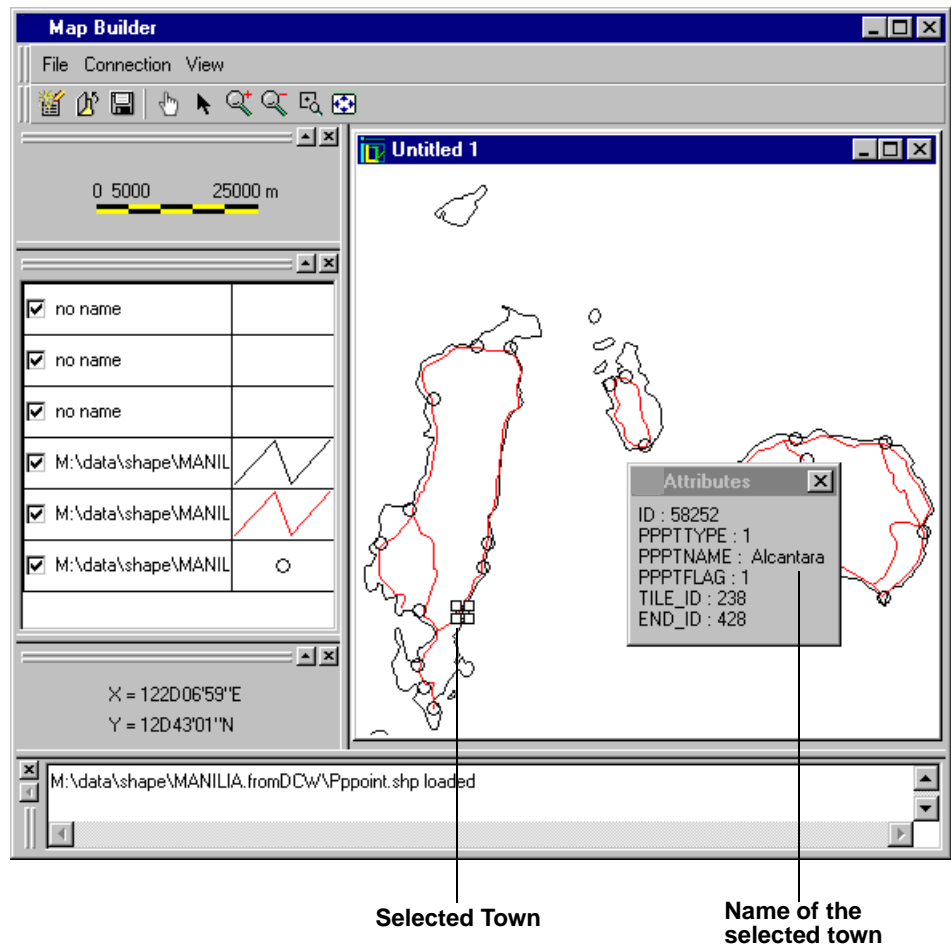 Map Builder
File Connection View
0 5000 25000 m
Untitled 1
no name
no name
no name
M:\data\shape\MANIL
M:\data\shape\MANIL
M:\data\shape\MANIL
Attributes
ID : 58252
PPPTTYPE : 1
PPPTNAME : Alcantara
PPPTFLAG : 1
TILE_ID : 238
END_ID : 428
X = 122D06'59''E
Y = 12D43'01''N
M:\data\shape\MANILIA.fromDCW\Pppoint.shp loaded
Selected Town
Name of the
selected town